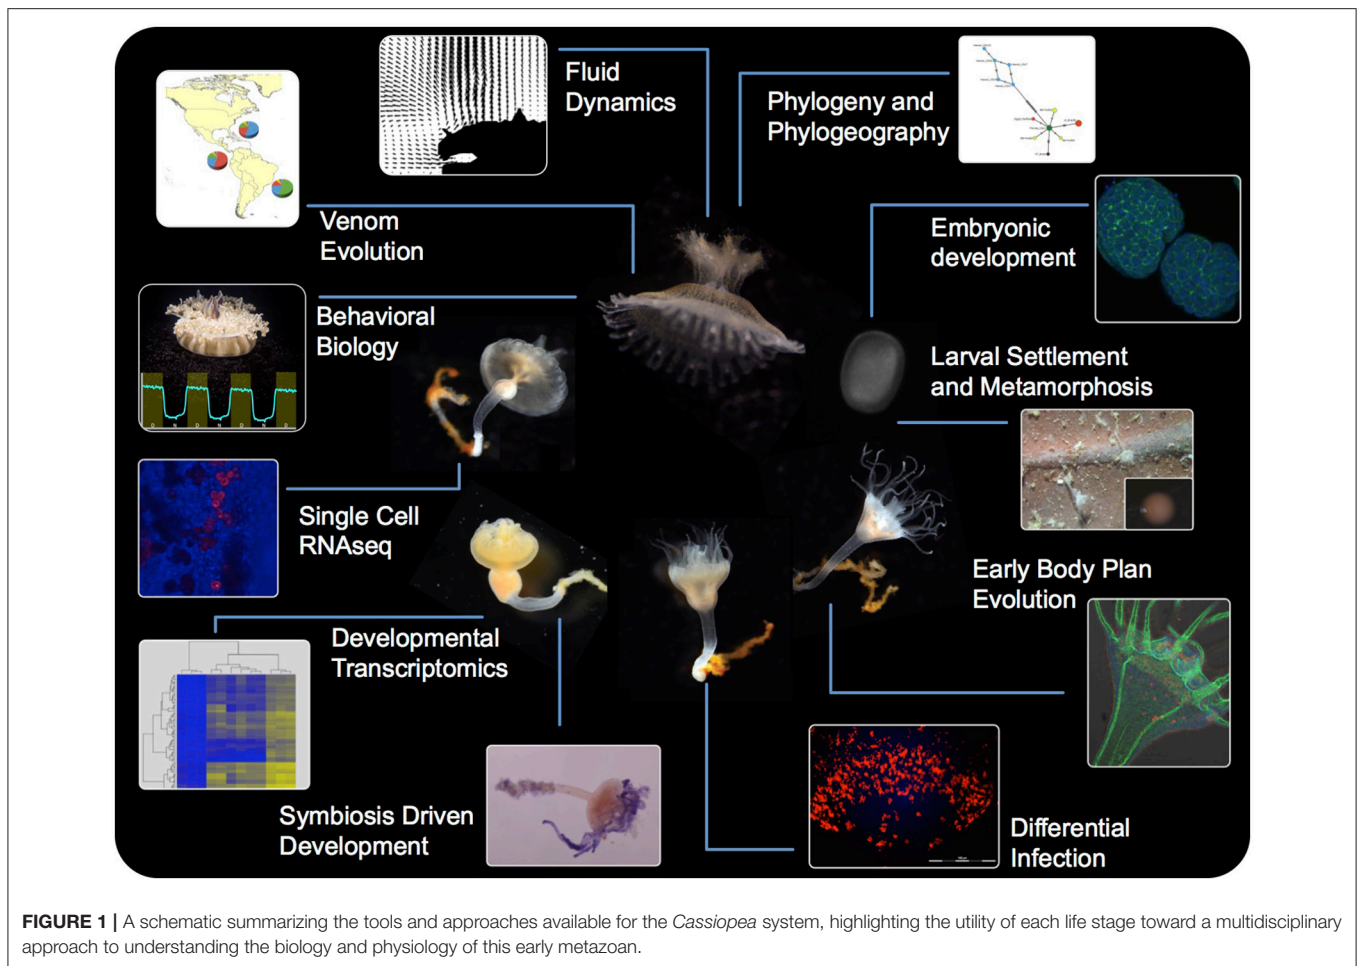 Fluid
Dynamics
Phylogeny and
Phylogeography
Venom
Evolution
Embryonic
development
Behavioral
Biology
Larval Settlement
and Metamorphosis
D N D N D N D
Single Cell
RNAseq
Early Body Plan
Evolution
Developmental
Transcriptomics
Symbiosis Driven
Development
Differential
Infection
FIGURE 1 | A schematic summarizing the tools and approaches available for the Cassiopea system, highlighting the utility of each life stage toward a multidisciplinary
approach to understanding the biology and physiology of this early metazoan.